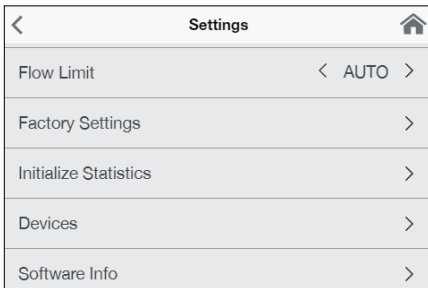 Settings
Flow Limit AUTO
Factory Settings
Initialize Statistics
Devices
Software Info